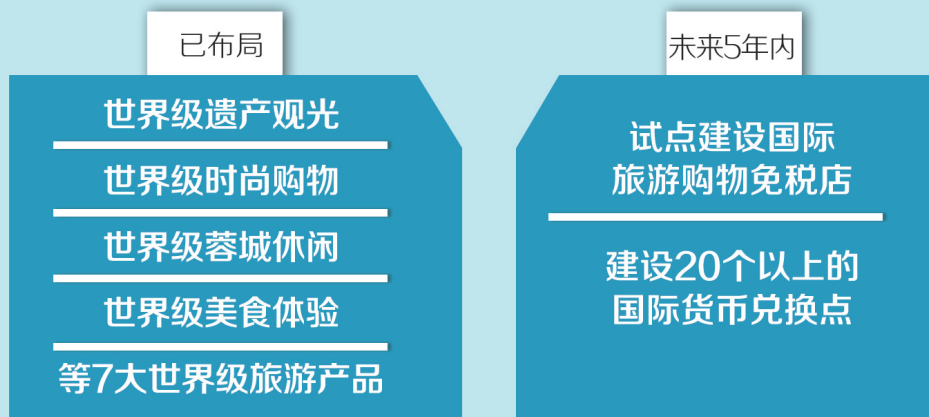 已布局
世界级遗产观光
世界级时尚购物
世界级蓉城休闲
世界级美食体验
等7大世界级旅游产品
未来5年内
试点建设国际
旅游购物免税店
建设20个以上的
国际货币兑换点